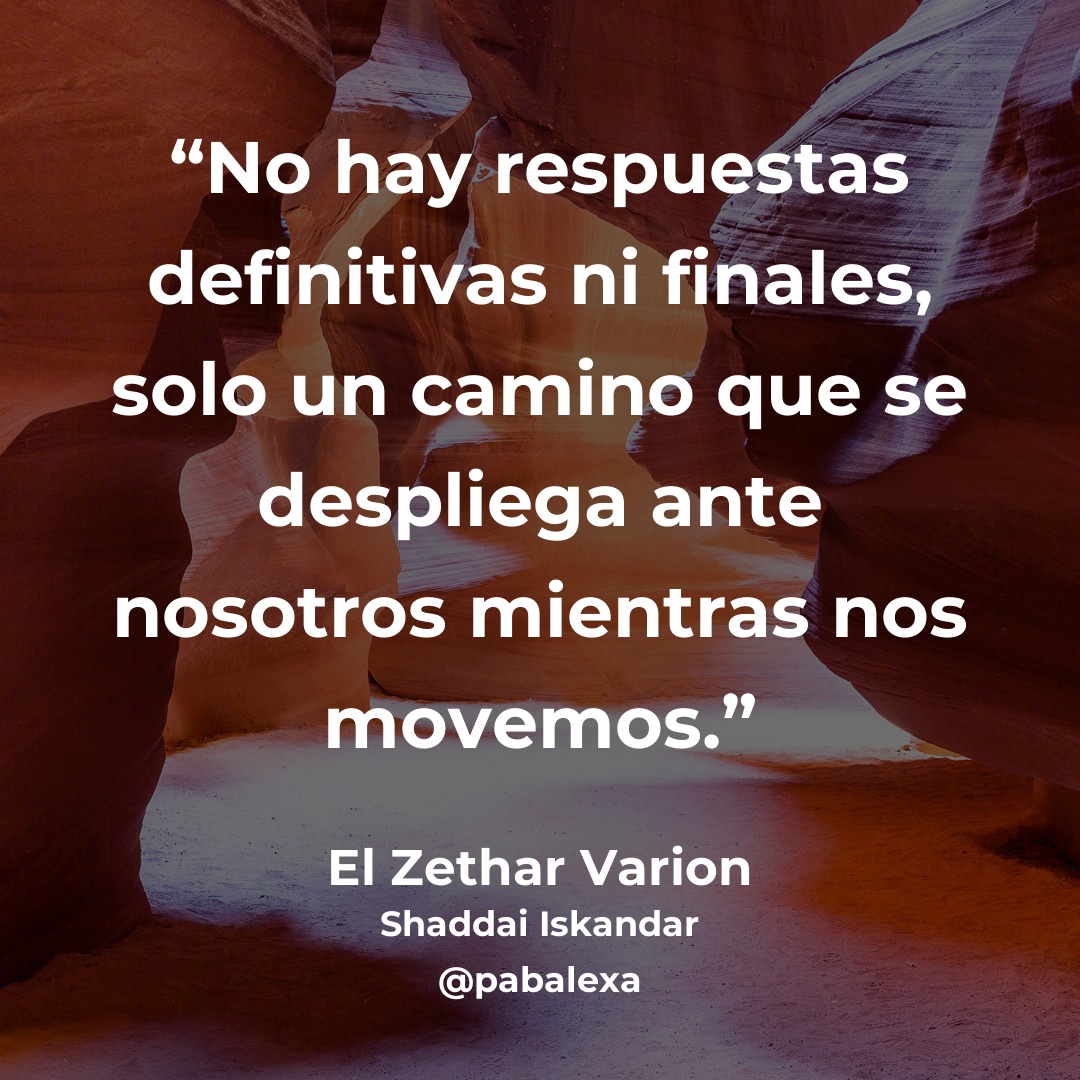 “No hay respuestas
definitivas ni finales,
solo un camino que se
despliega ante
nosotros mientras nos
movemos.”
El Zethar Varion
Shaddai Iskandar
@pabalexa